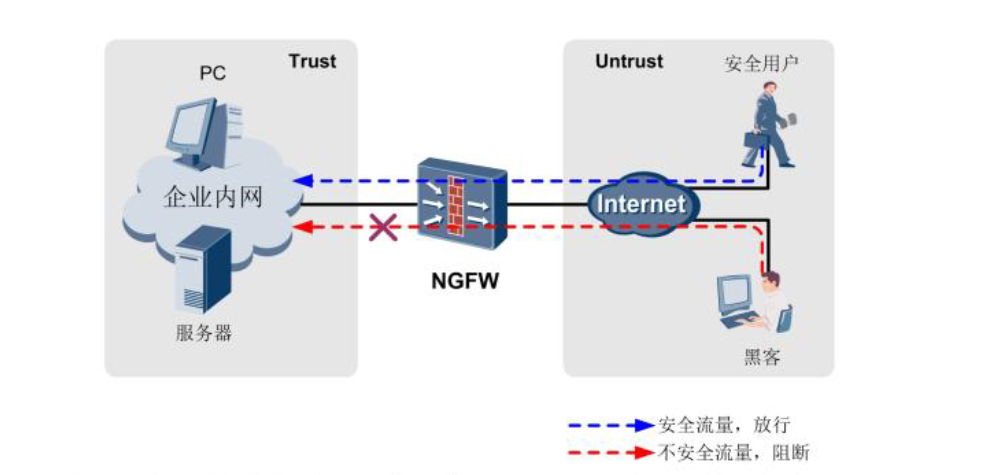 PC
Trust
企业内网
服务器
NGFW
Untrust
安全用户
Internet
黑客
安全流量，放行
不安全流量，阻断